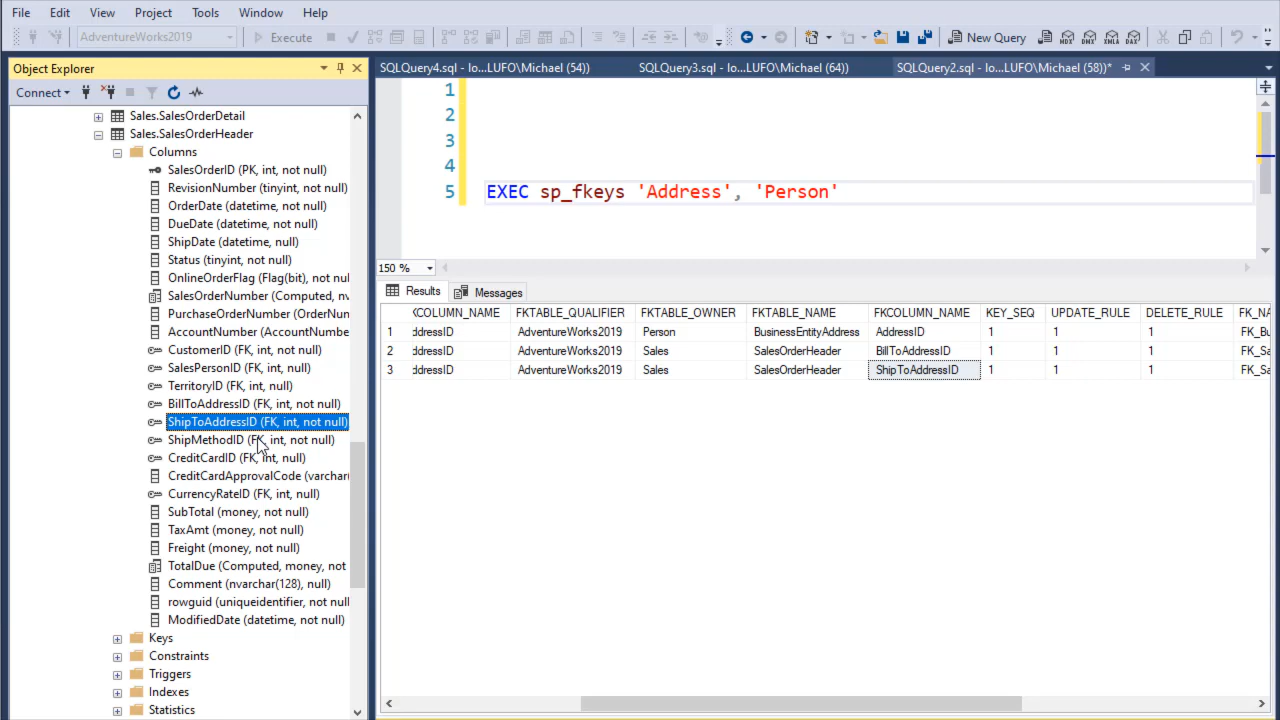 File Edit View Project Tools Window Help
AdventureWorks2019 Execute New Query MDX DMX XMLA DAX
Object Explorer
Connect
Sales.SalesOrderDetail
Sales.SalesOrderHeader
Columns
SalesOrderID (PK, int, not null)
RevisionNumber (tinyint, not null)
OrderDate (datetime, not null)
DueDate (datetime, not null)
ShipDate (datetime, null)
Status (tinyint, not null)
OnlineOrderFlag (Flag(bit), not nul
SalesOrderNumber (Computed, nv
PurchaseOrderNumber (OrderNum
AccountNumber (AccountNumbe
CustomerID (FK, int, not null)
SalesPersonID (FK, int, null)
TerritoryID (FK, int, null)
BillToAddressID (FK, int, not null)
ShipToAddressID (FK, int, not null)
ShipMethodID (FK, int, not null)
CreditCardID (FK, int, null)
CreditCardApprovalCode (varchar(
CurrencyRateID (FK, int, null)
SubTotal (money, not null)
TaxAmt (money, not null)
Freight (money, not null)
TotalDue (Computed, money, not
Comment (nvarchar(128), null)
rowguid (uniqueidentifier, not null
ModifiedDate (datetime, not null)
Keys
Constraints
Triggers
Indexes
Statistics
SQLQuery4.sql - lo...LUFO\Michael (54)) SQLQuery3.sql - lo...LUFO\Michael (64)) SQLQuery2.sql - lo...LUFO\Michael (58))*
1
2
3
4
5 EXEC sp_fkeys 'Address', 'Person'
150 %
Results Messages
COLUMN_NAME FKTABLE_QUALIFIER FKTABLE_OWNER FKTABLE_NAME FKCOLUMN_NAME KEY_SEQ UPDATE_RULE DELETE_RULE FK_NA
1 ddressID AdventureWorks2019 Person BusinessEntityAddress AddressID 1 1 1 FK_Bu
2 ddressID AdventureWorks2019 Sales SalesOrderHeader BillToAddressID 1 1 1 FK_Sa
3 ddressID AdventureWorks2019 Sales SalesOrderHeader ShipToAddressID 1 1 1 FK_Sa